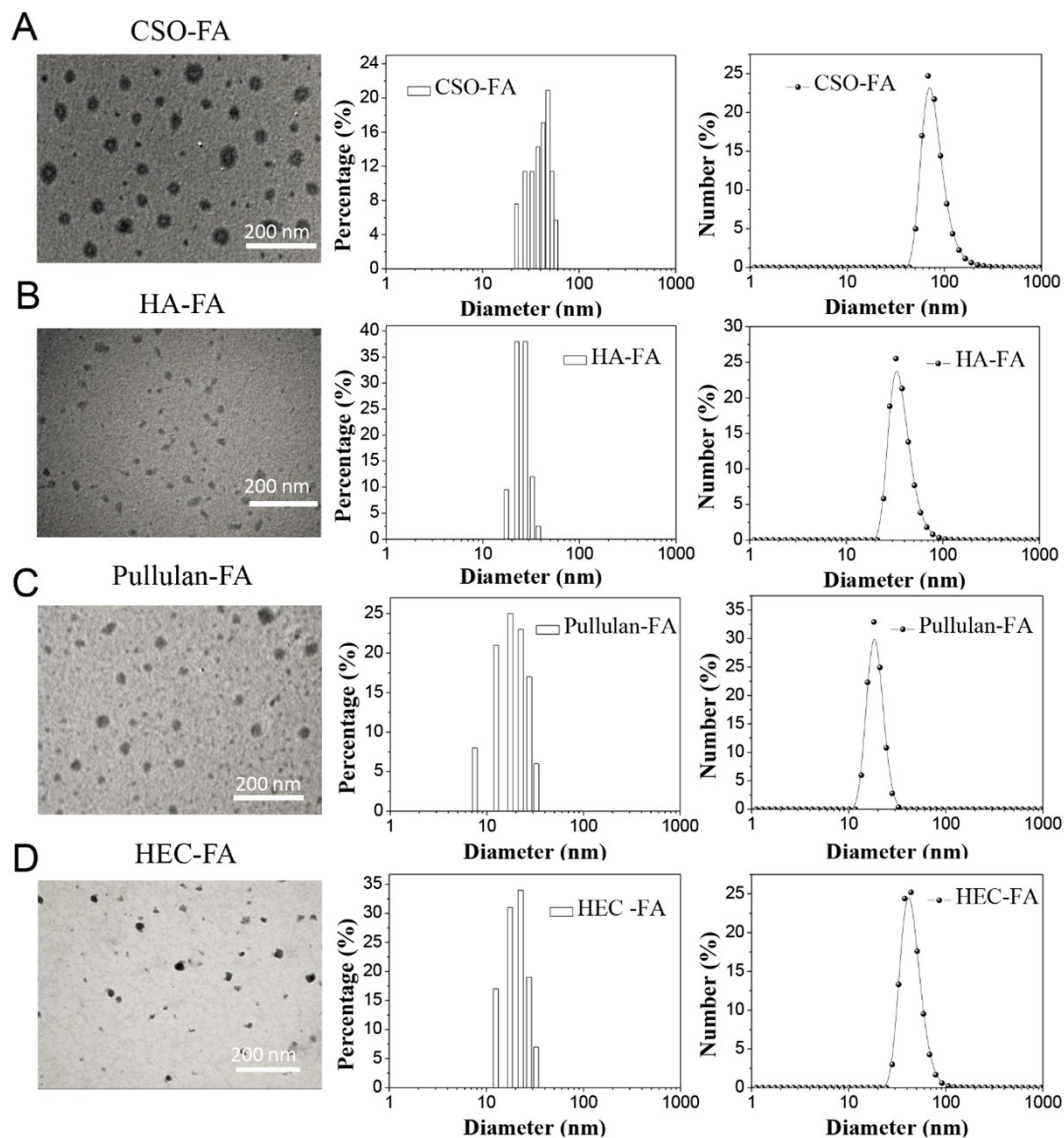 A
CSO-FA
200 nm
Percentage (%)
24
20
16
12
8
4
0
CSO-FA
1 10 100 1000
Diameter (nm)
Number (%)
25
20
15
10
5
0
CSO-FA
1 10 100 1000
Diameter (nm)
B
HA-FA
200 nm
Percentage (%)
40
35
30
25
20
15
10
5
0
HA-FA
1 10 100 1000
Diameter (nm)
Number (%)
30
25
20
15
10
5
0
HA-FA
1 10 100 1000
Diameter (nm)
C
Pullulan-FA
200 nm
Percentage (%)
25
20
15
10
5
0
Pullulan-FA
1 10 100 1000
Diameter (nm)
Number (%)
35
30
25
20
15
10
5
0
Pullulan-FA
1 10 100 1000
Diameter (nm)
D
HEC-FA
200 nm
Percentage (%)
35
30
25
20
15
10
5
0
HEC -FA
1 10 100 1000
Diameter (nm)
Number (%)
25
20
15
10
5
0
HEC-FA
1 10 100 1000
Diameter (nm)